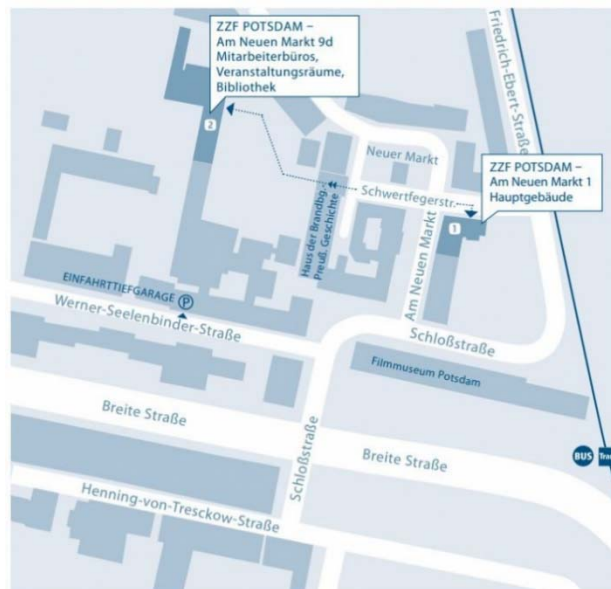 ZZF POTSDAM –
Am Neuen Markt 9d
Mitarbeiterbüros,
Veranstaltungsräume,
Bibliothek
2
Friedrich-Ebert-Straße
Neuer Markt
ZZF POTSDAM –
Am Neuen Markt 1
Hauptgebäude
Schwertfegerstr.
1
Haus der Brandbg.-
Preuß. Geschichte
Am Neuen Markt
EINFAHRTTIEFGARAGE P
Werner-Seelenbinder-Straße
Schloßstraße
Filmmuseum Potsdam
Breite Straße
Breite Straße
BUS
Schloßstraße
Henning-von-Tresckow-Straße